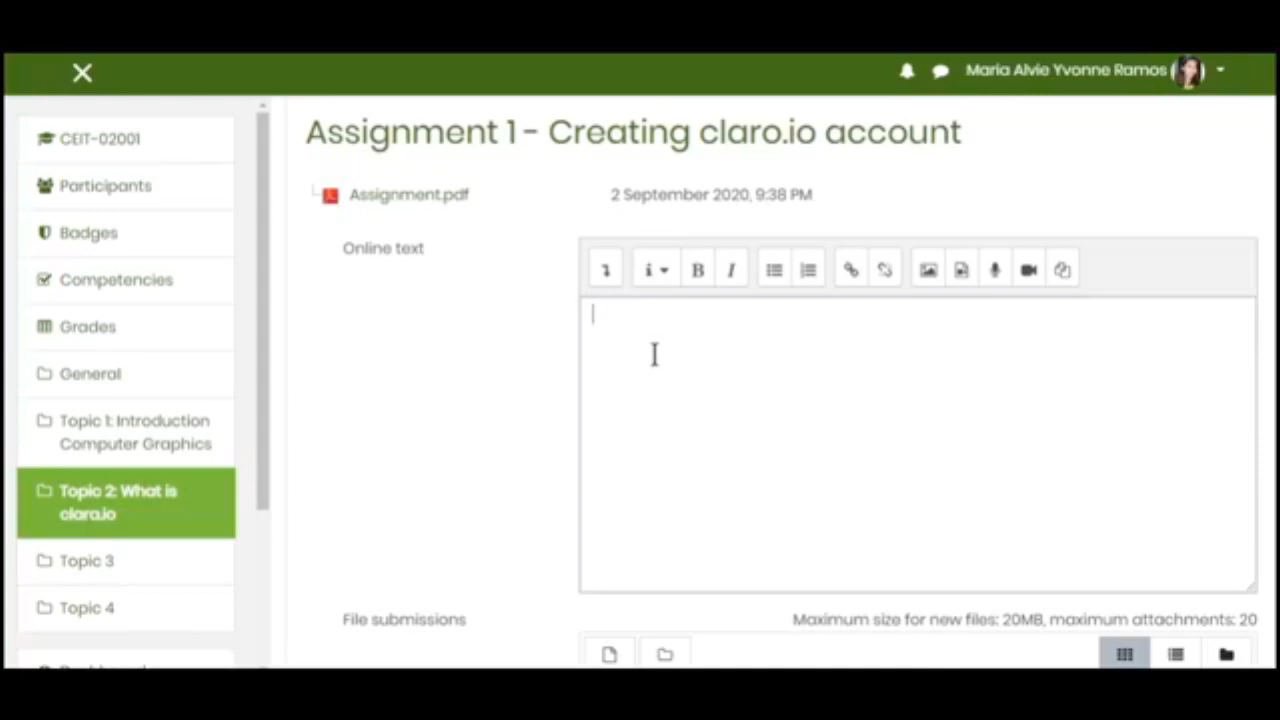 Maria Alvie Yvonne Ramos
CEIT-02001
Participants
Badges
Competencies
Grades
General
Topic 1: Introduction
Computer Graphics
Topic 2: What is
clara.io
Topic 3
Topic 4
Assignment 1 - Creating claro.io account
Assignment.pdf
2 September 2020, 9:38 PM
Online text
B I
File submissions
Maximum size for new files: 20MB, maximum attachments: 20